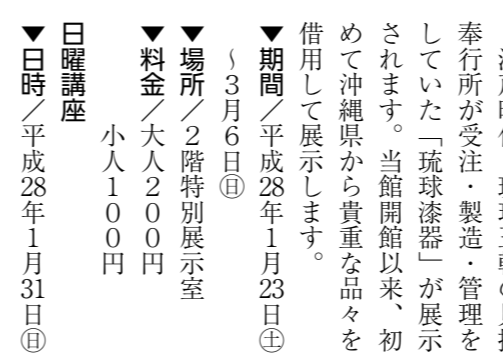 奉行所が受注・製造・管理を
していた「琉球漆器」が展示
されます。当館開館以来、初
めて沖縄県から貴重な品々を
借用して展示します。
▼期間／平成28年1月23日㊏
～3月6日㊐
▼場所／2階特別展示室
▼料金／大人200円
小人100円
日曜講座
▼日時／平成28年1月31日㊐